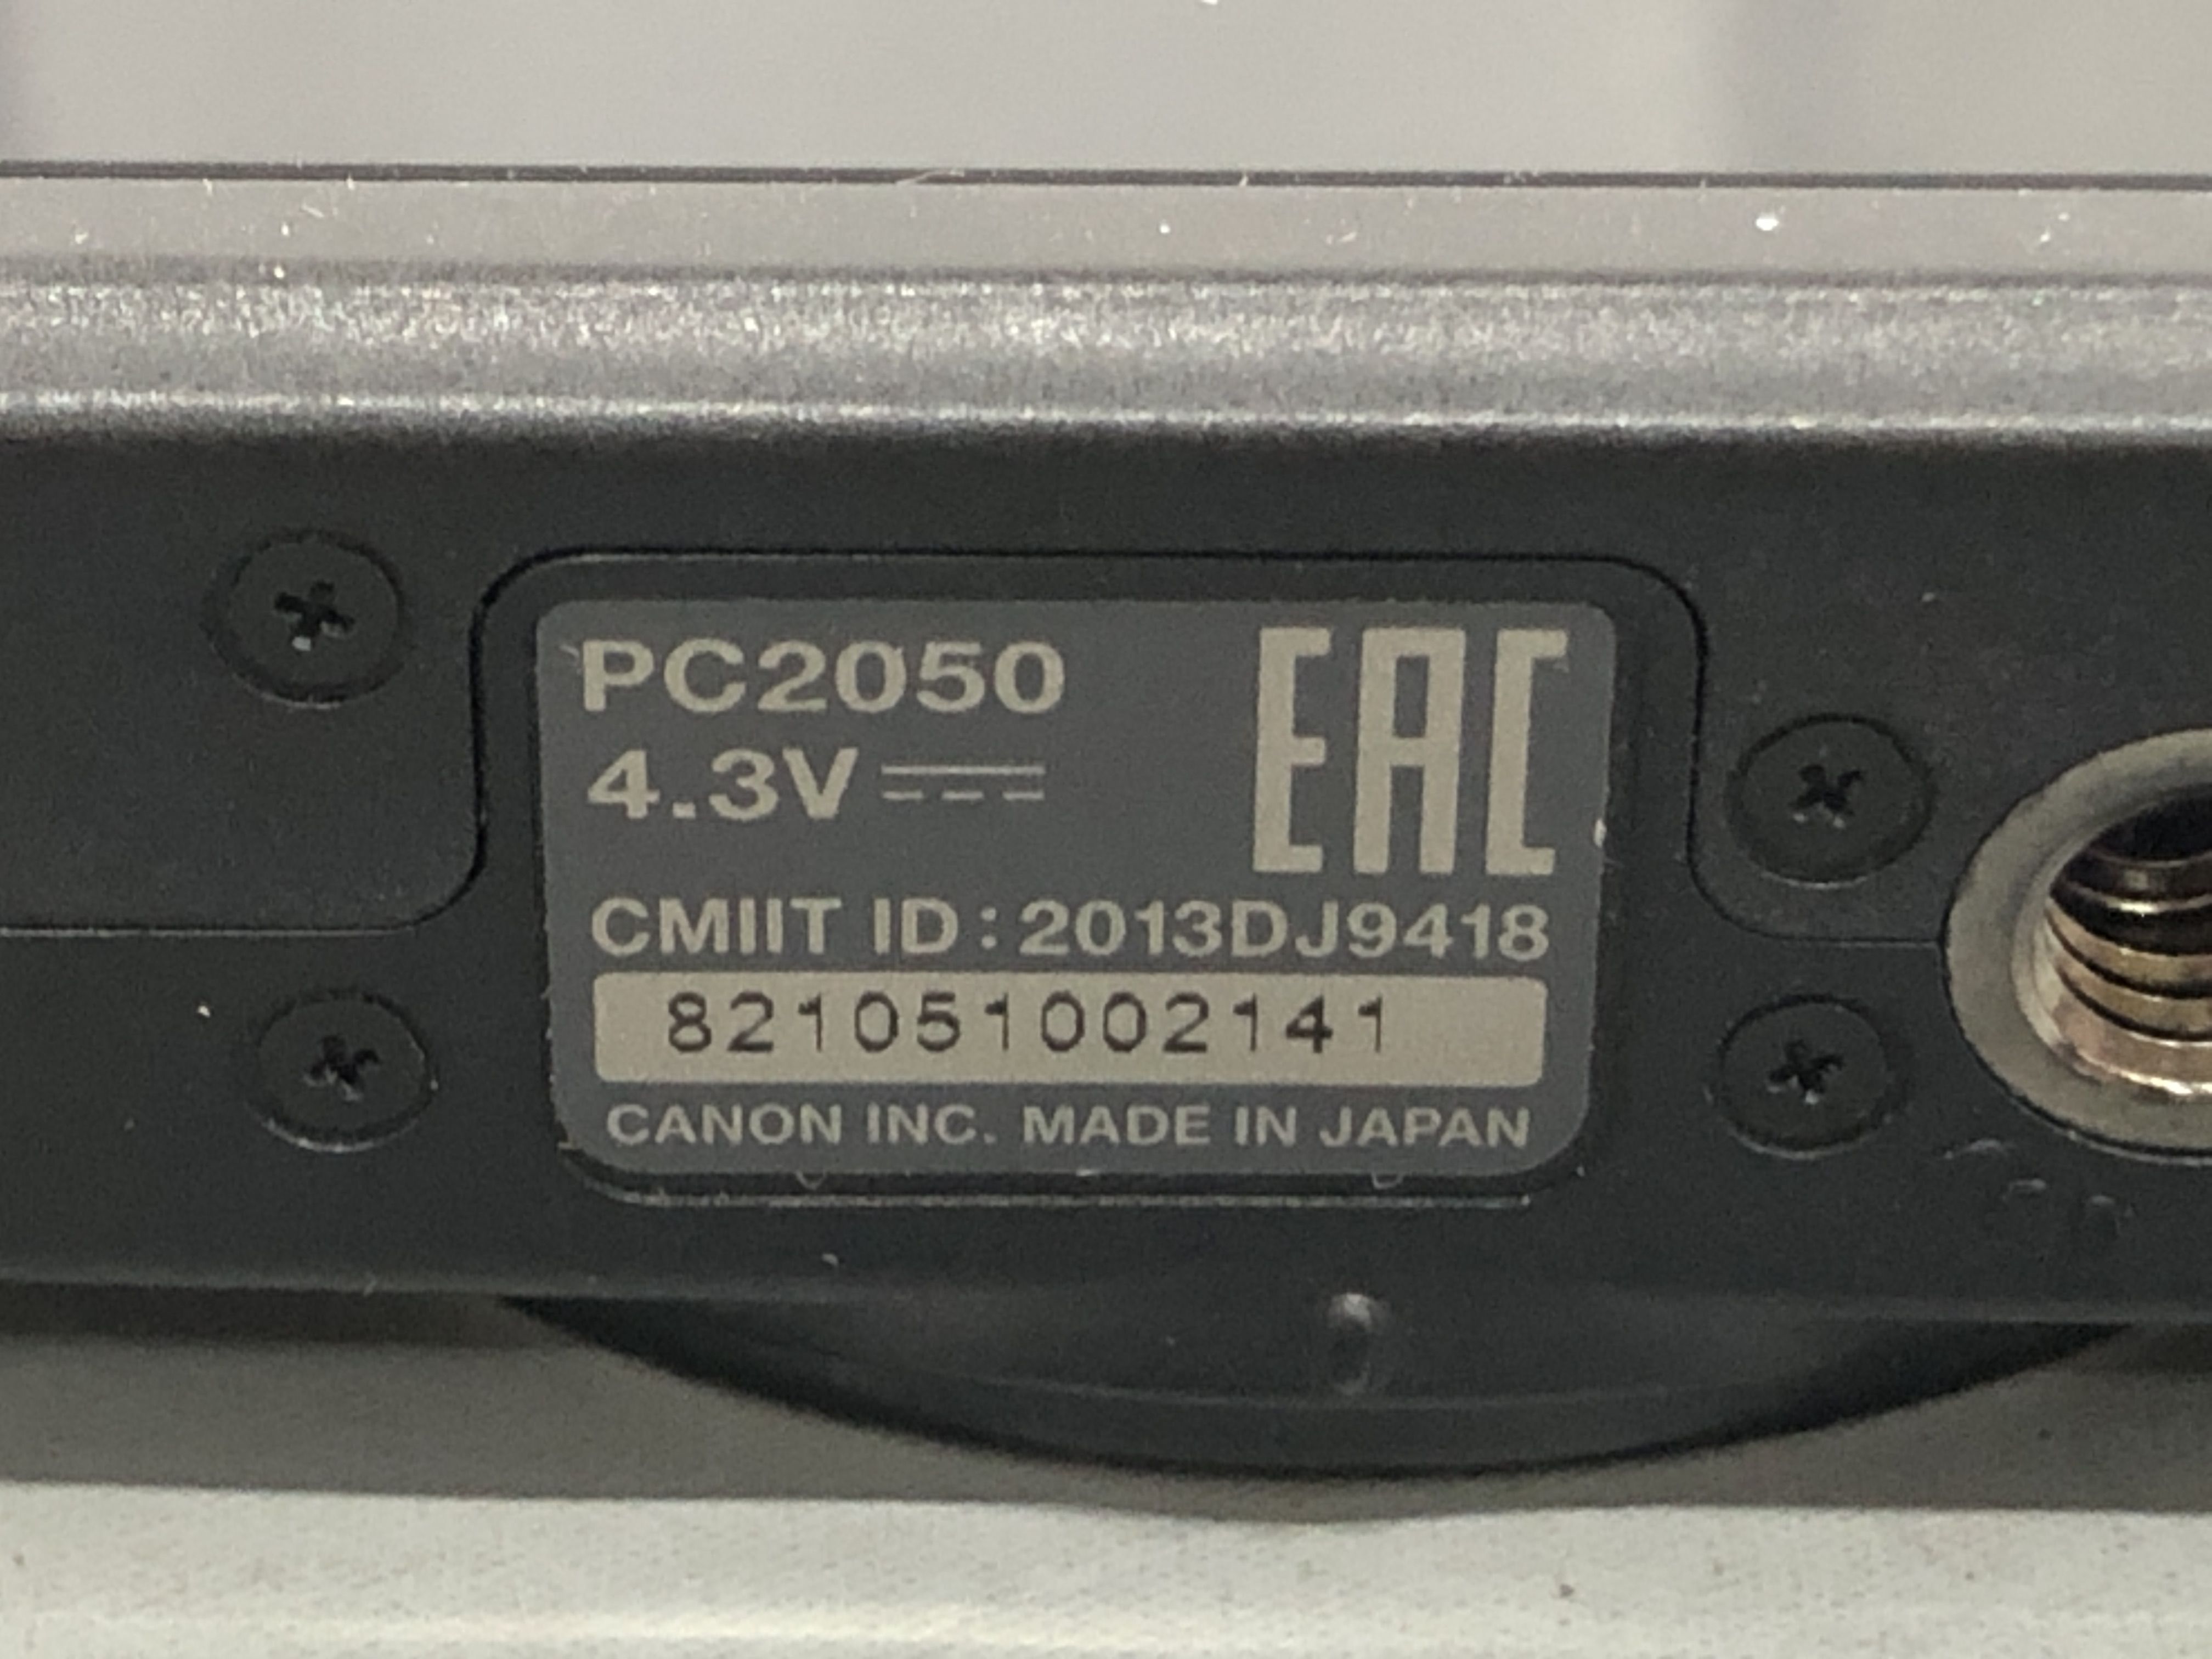 PC2050
EAC
4.3V
CMIIT ID: 2013DJ9418
821051002141
CANON INC. MADE IN JAPAN